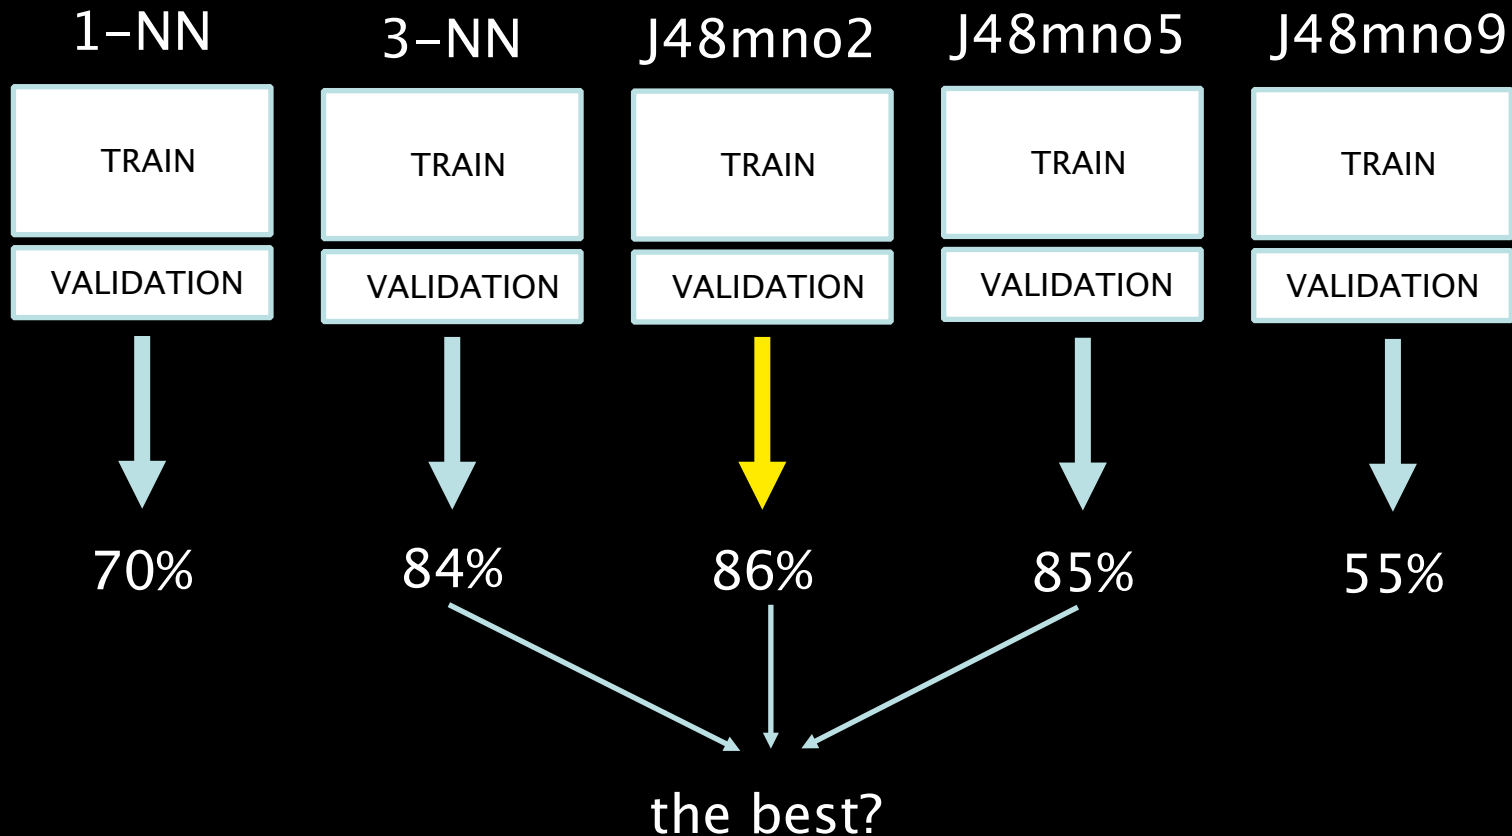 1-NN
3-NN
J48mno2
J48mno5
J48mno9
TRAIN
TRAIN
TRAIN
TRAIN
TRAIN
VALIDATION
VALIDATION
VALIDATION
VALIDATION
VALIDATION
70%
84%
86%
85%
55%
the best?